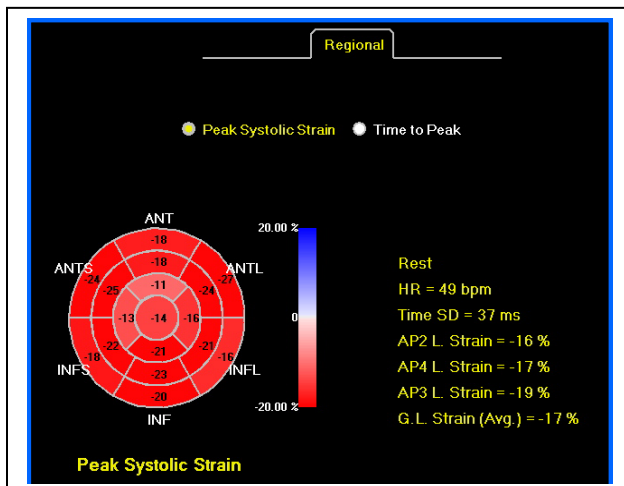 Regional
Peak Systolic Strain Time to Peak
ANT
20.00 %
-18
-18
ANTS ANTL
-24 -27
-25 -24
-11
-13 -14 -16
0
-22 -21
-21
-18 -16
INFS INFL
-23
-20
-20.00 %
INF
Rest
HR = 49 bpm
Time SD = 37 ms
AP2 L. Strain = -16 %
AP4 L. Strain = -17 %
AP3 L. Strain = -19 %
G.L. Strain (Avg.) = -17 %
Peak Systolic Strain